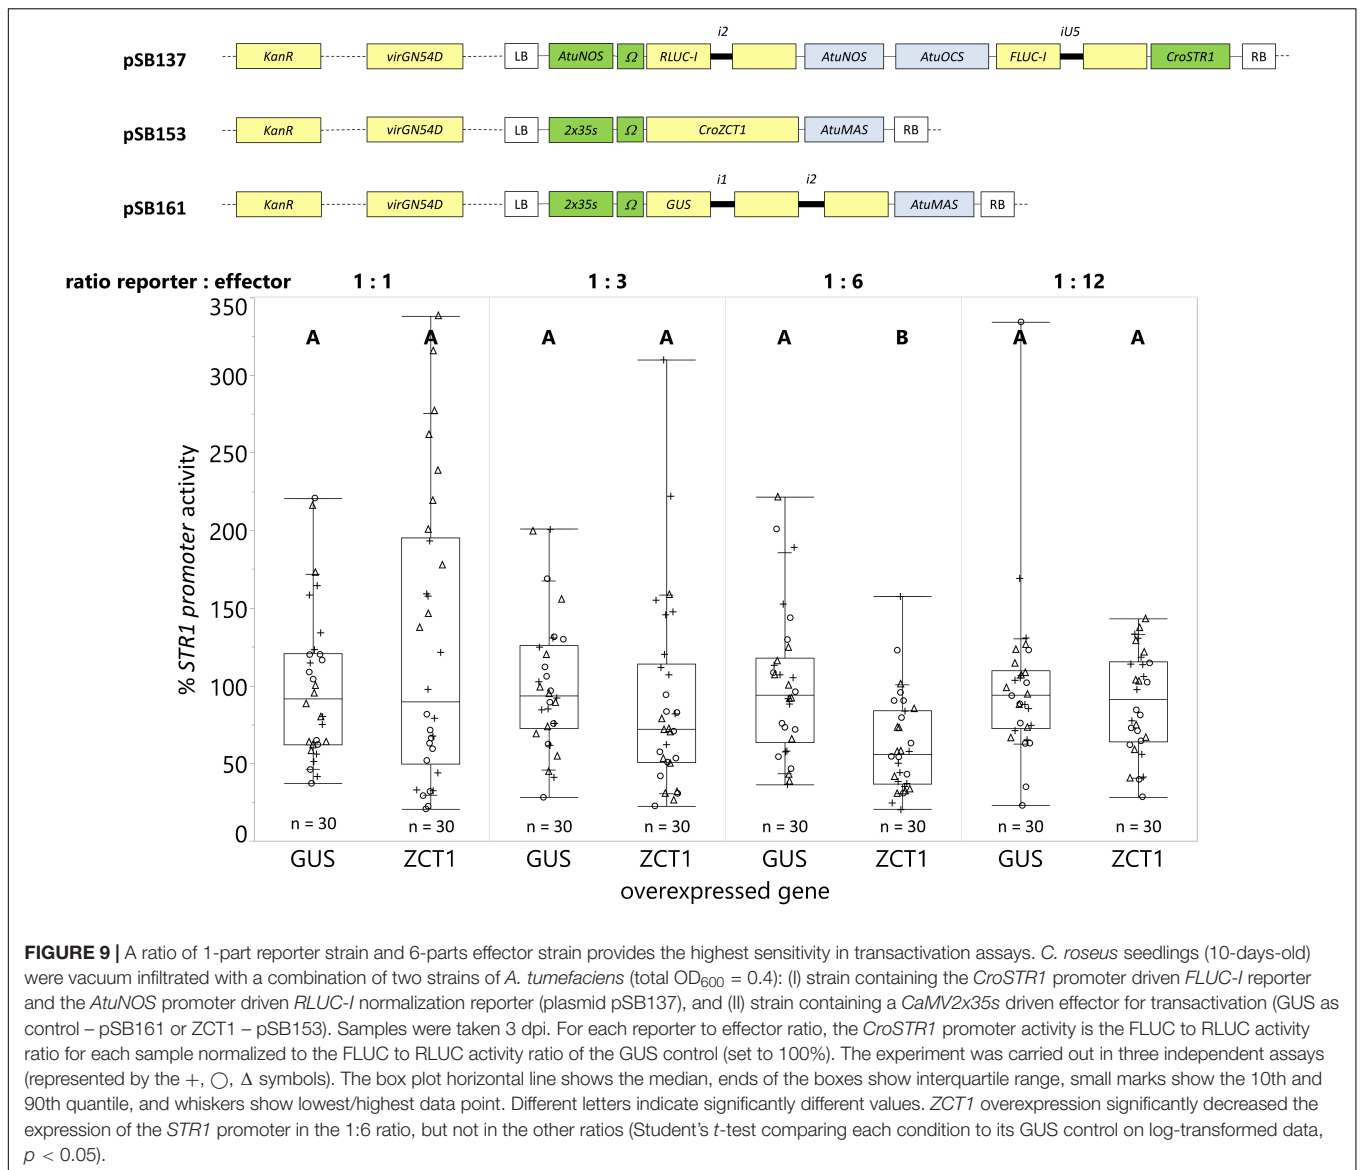 i2 iU5
pSB137 KanR virGN54D LB AtuNOS Ω RLUC-I AtuNOS AtuOCS FLUC-I CroSTR1 RB
pSB153 KanR virGN54D LB 2x35s Ω CroZCT1 AtuMAS RB
i1 i2
pSB161 KanR virGN54D LB 2x35s Ω GUS AtuMAS RB
ratio reporter : effector 1 : 1 1 : 3 1 : 6 1 : 12
350
A A A A A B A A
300
250
200
150
100
50
0
% STR1 promoter activity
n = 30 n = 30 n = 30 n = 30 n = 30 n = 30 n = 30 n = 30
GUS ZCT1 GUS ZCT1 GUS ZCT1 GUS ZCT1
overexpressed gene
FIGURE 9 | A ratio of 1-part reporter strain and 6-parts effector strain provides the highest sensitivity in transactivation assays. C. roseus seedlings (10-days-old)
were vacuum infiltrated with a combination of two strains of A. tumefaciens (total OD600 = 0.4): (I) strain containing the CroSTR1 promoter driven FLUC-I reporter
and the AtuNOS promoter driven RLUC-I normalization reporter (plasmid pSB137), and (II) strain containing a CaMV2x35s driven effector for transactivation (GUS as
control – pSB161 or ZCT1 – pSB153). Samples were taken 3 dpi. For each reporter to effector ratio, the CroSTR1 promoter activity is the FLUC to RLUC activity
ratio for each sample normalized to the FLUC to RLUC activity ratio of the GUS control (set to 100%). The experiment was carried out in three independent assays
(represented by the +, ◯, Δ symbols). The box plot horizontal line shows the median, ends of the boxes show interquartile range, small marks show the 10th and
90th quantile, and whiskers show lowest/highest data point. Different letters indicate significantly different values. ZCT1 overexpression significantly decreased the
expression of the STR1 promoter in the 1:6 ratio, but not in the other ratios (Student's t-test comparing each condition to its GUS control on log-transformed data,
p < 0.05).